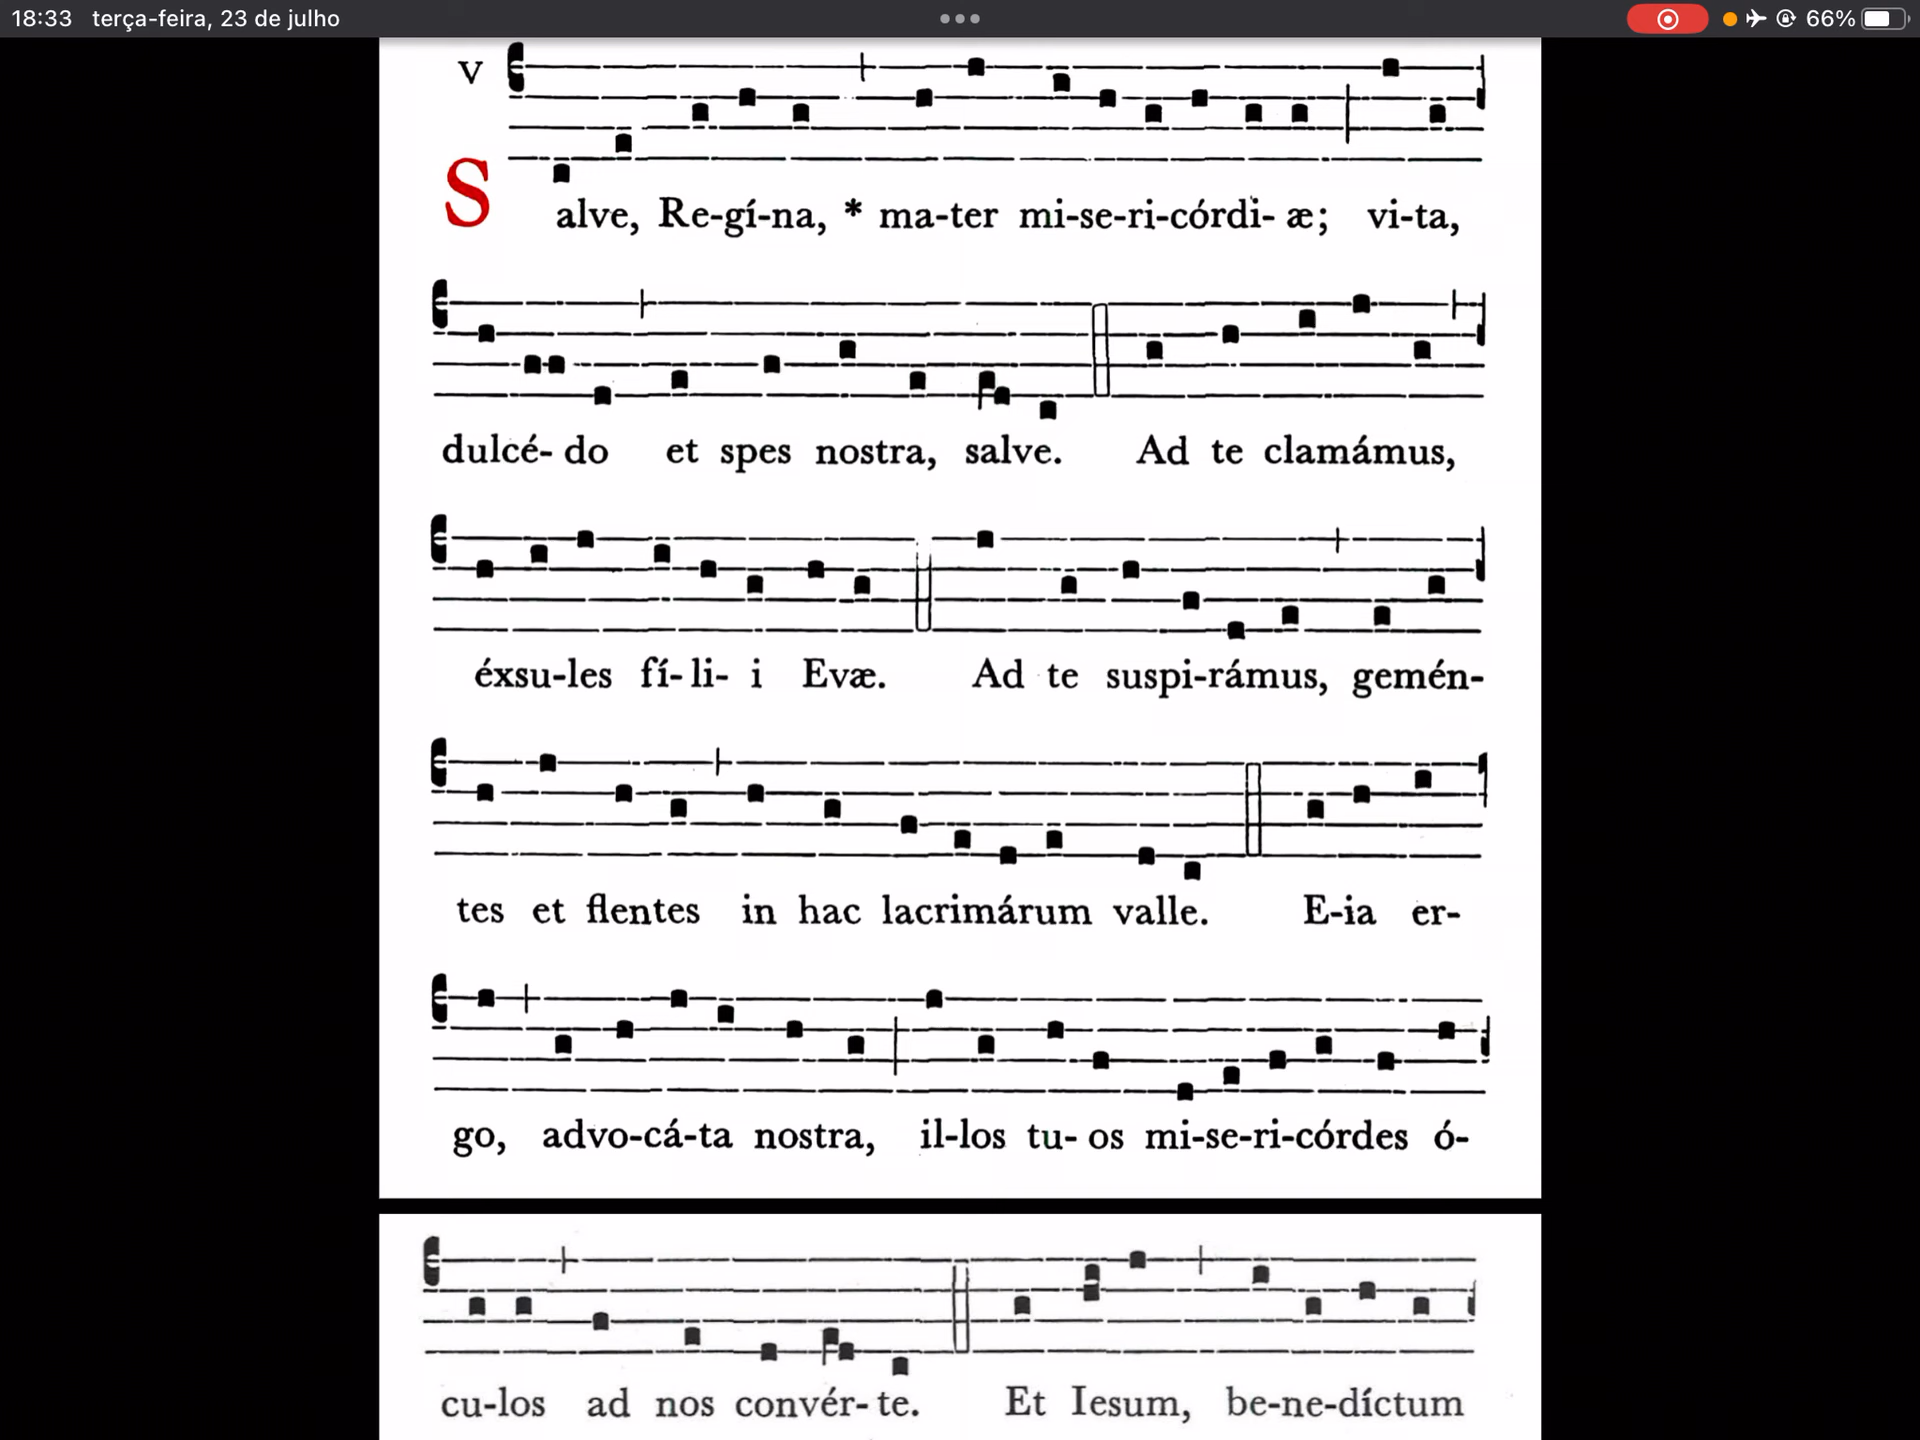 18:33 terça-feira, 23 de julho 66%
V
Salve, Re-gí-na, * ma-ter mi-se-ri-córdi- æ; vi-ta,
dulcé- do et spes nostra, salve. Ad te clamámus,
éxsu-les fí- li- i Evæ. Ad te suspi-rámus, gemén-
tes et flentes in hac lacrimárum valle. E-ia er-
go, advo-cá-ta nostra, il-los tu- os mi-se-ri-córdes ó-
cu-los ad nos convér- te. Et Iesum, be-ne-díctum